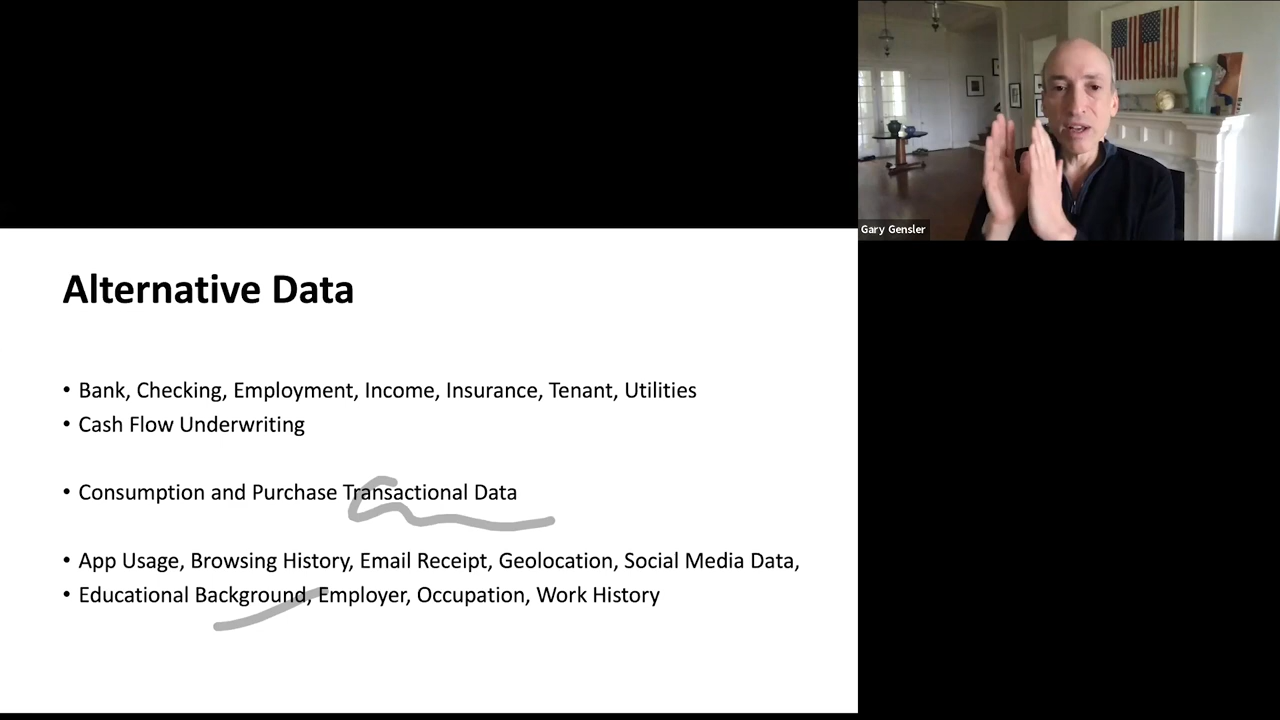 Gary Gensler
Alternative Data
• Bank, Checking, Employment, Income, Insurance, Tenant, Utilities
• Cash Flow Underwriting
• Consumption and Purchase Transactional Data
• App Usage, Browsing History, Email Receipt, Geolocation, Social Media Data,
• Educational Background, Employer, Occupation, Work History